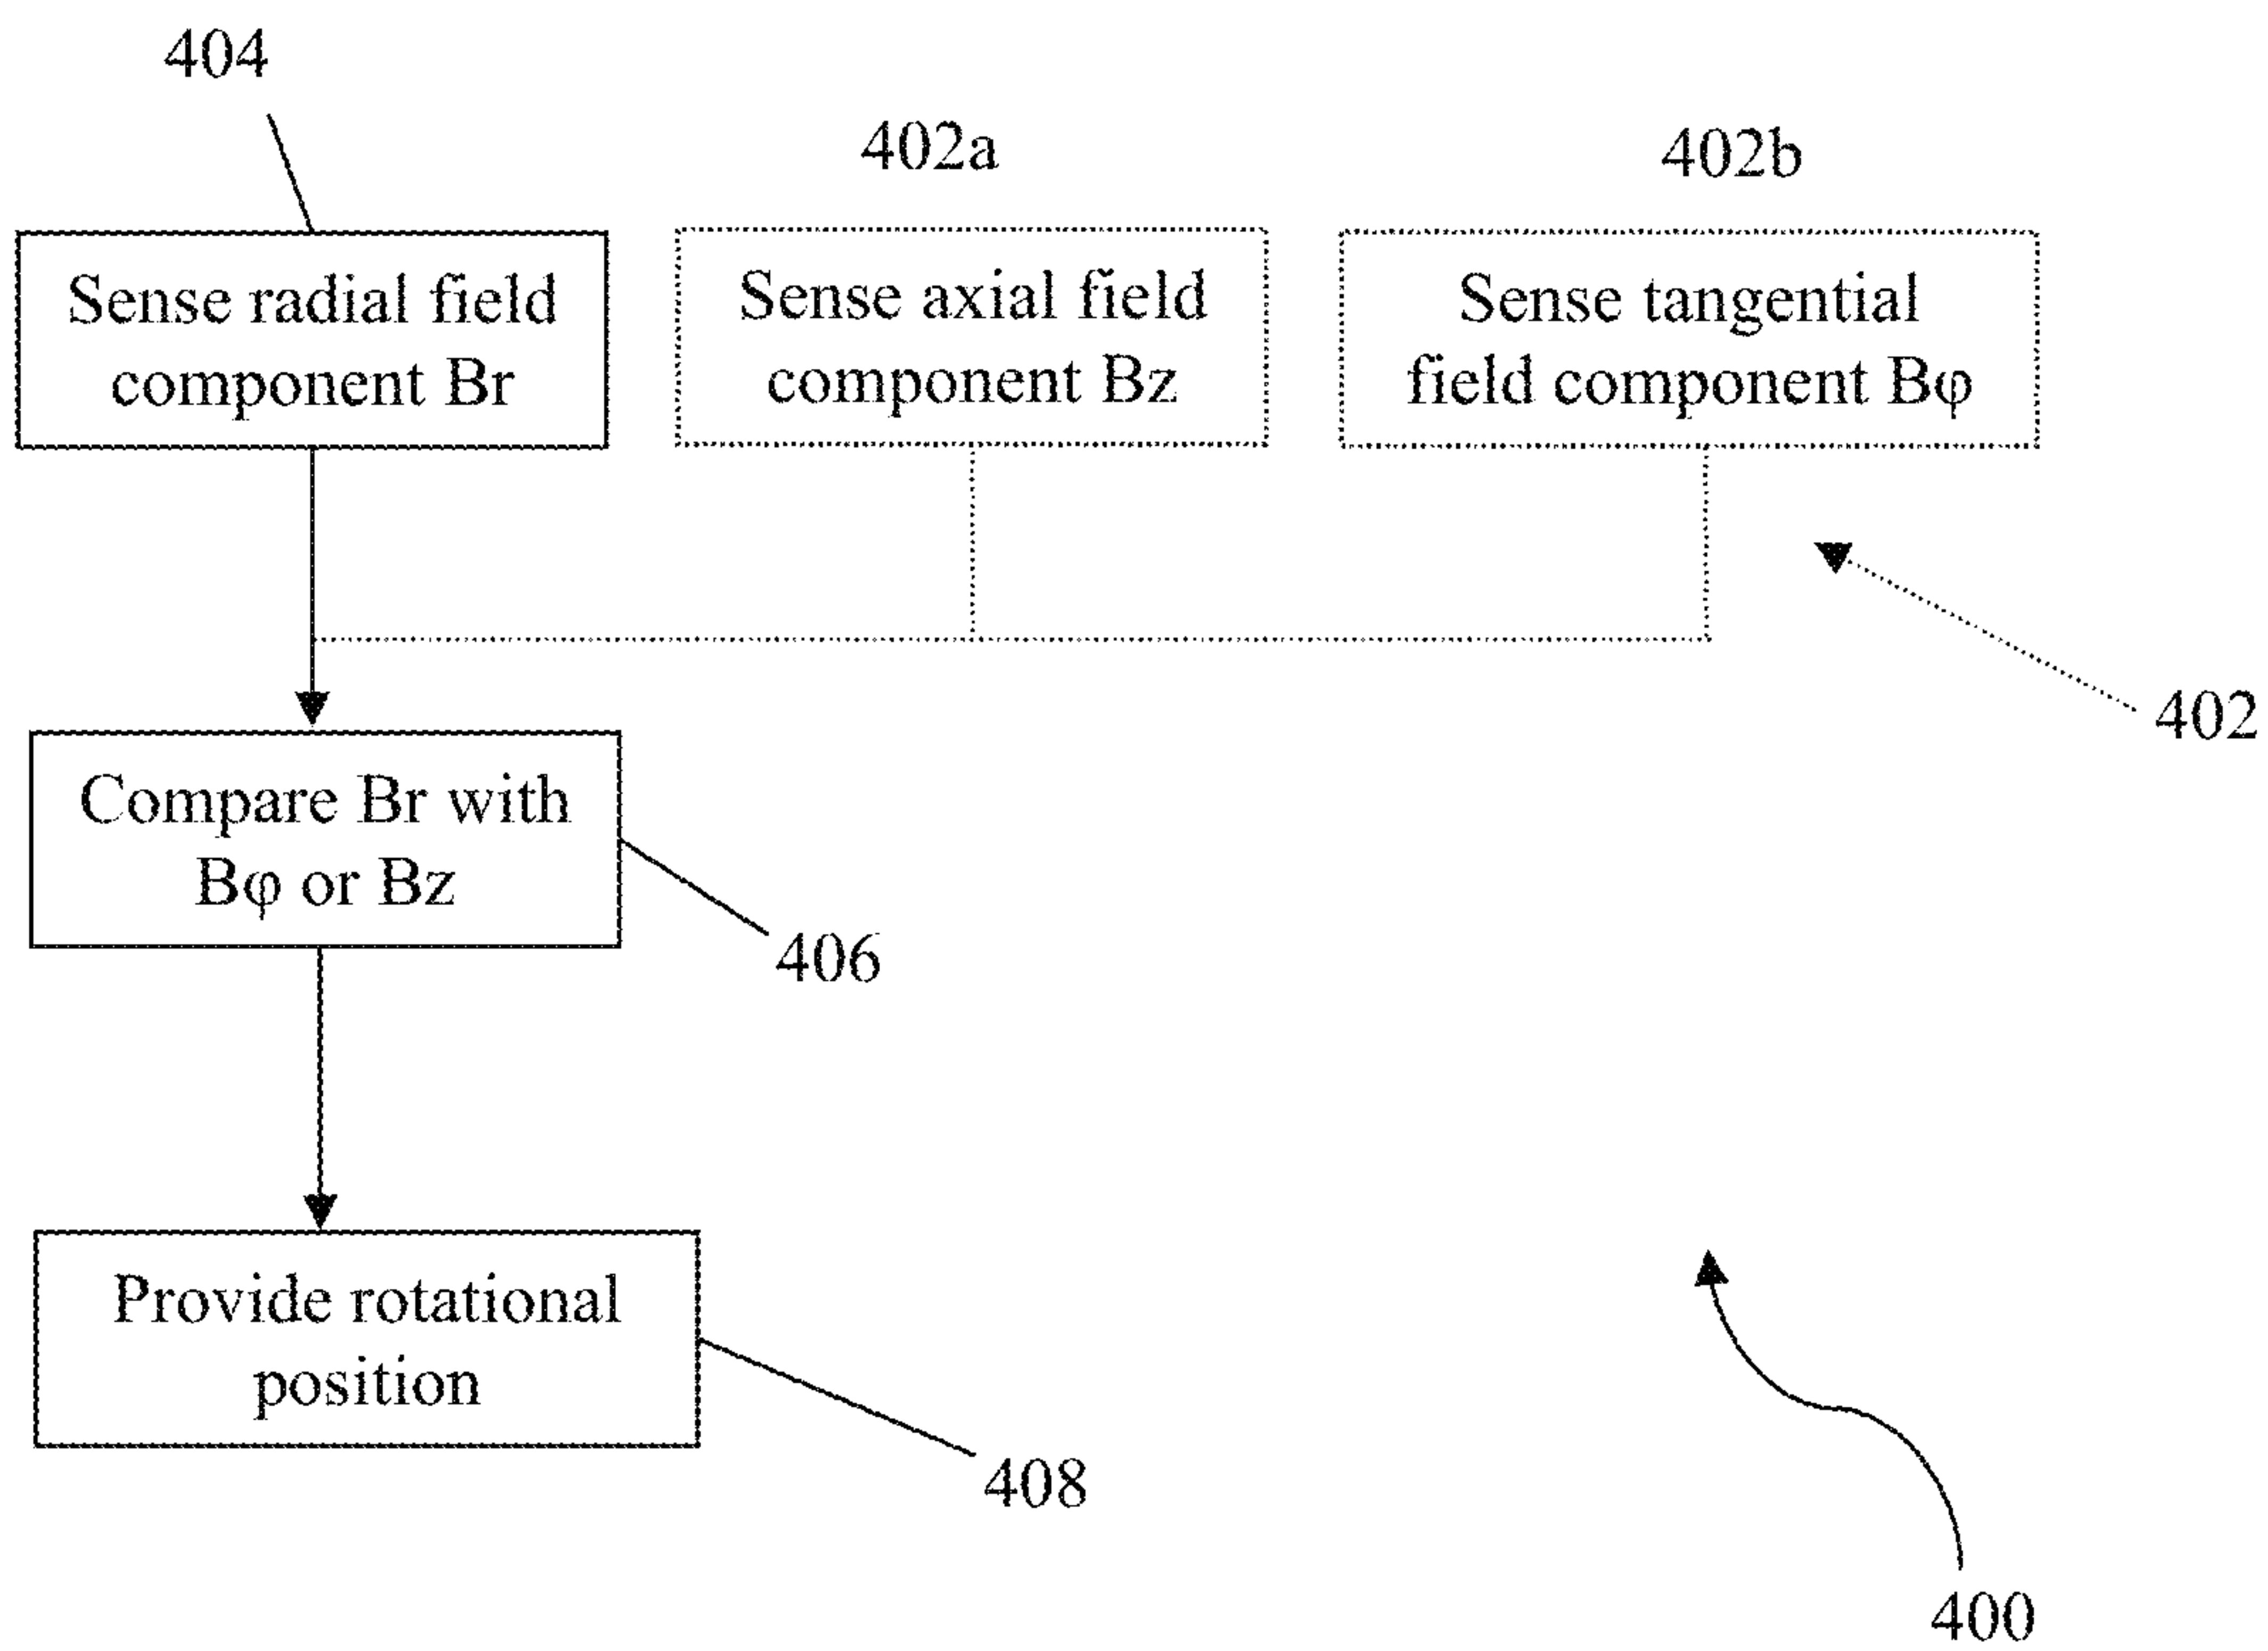 404
402a
402b
Sense radial field
component Br
Sense axial field
component Bz
Sense tangential
field component Bφ
402
Compare Br with
Bφ or Bz
406
Provide rotational
position
408
400